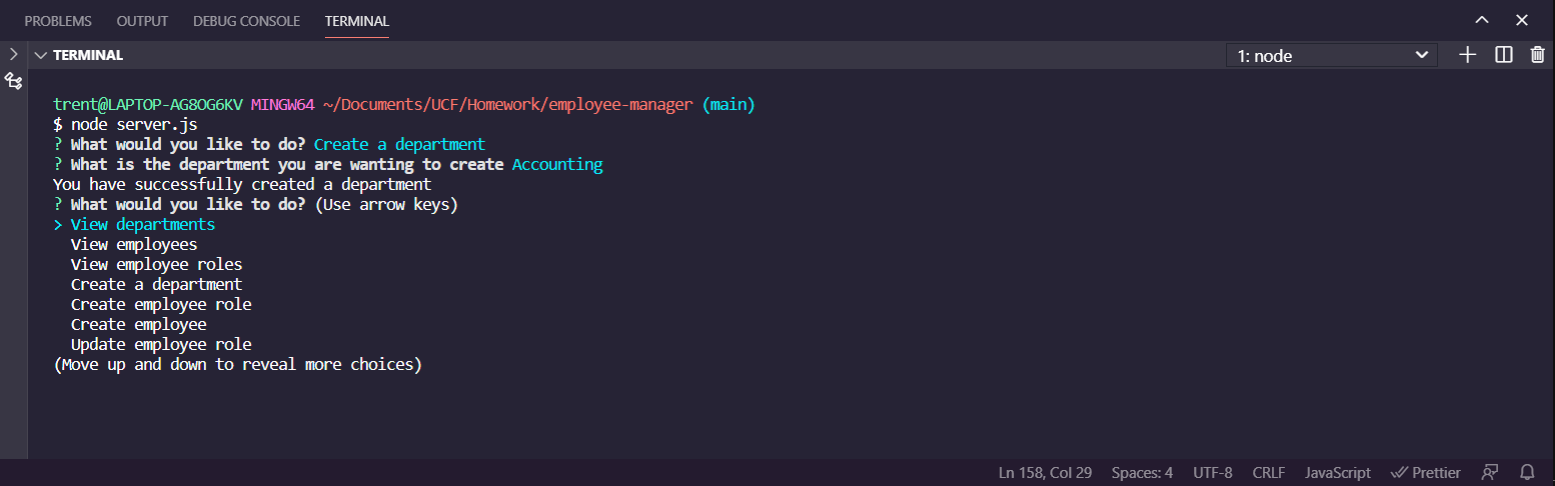 PROBLEMS OUTPUT DEBUG CONSOLE TERMINAL
TERMINAL 1: node
trent@LAPTOP-AG8OG6KV MINGW64 ~/Documents/UCF/Homework/employee-manager (main)
$ node server.js
? What would you like to do? Create a department
? What is the department you are wanting to create Accounting
You have successfully created a department
? What would you like to do? (Use arrow keys)
> View departments
View employees
View employee roles
Create a department
Create employee role
Create employee
Update employee role
(Move up and down to reveal more choices)
Ln 158, Col 29 Spaces: 4 UTF-8 CRLF JavaScript Prettier